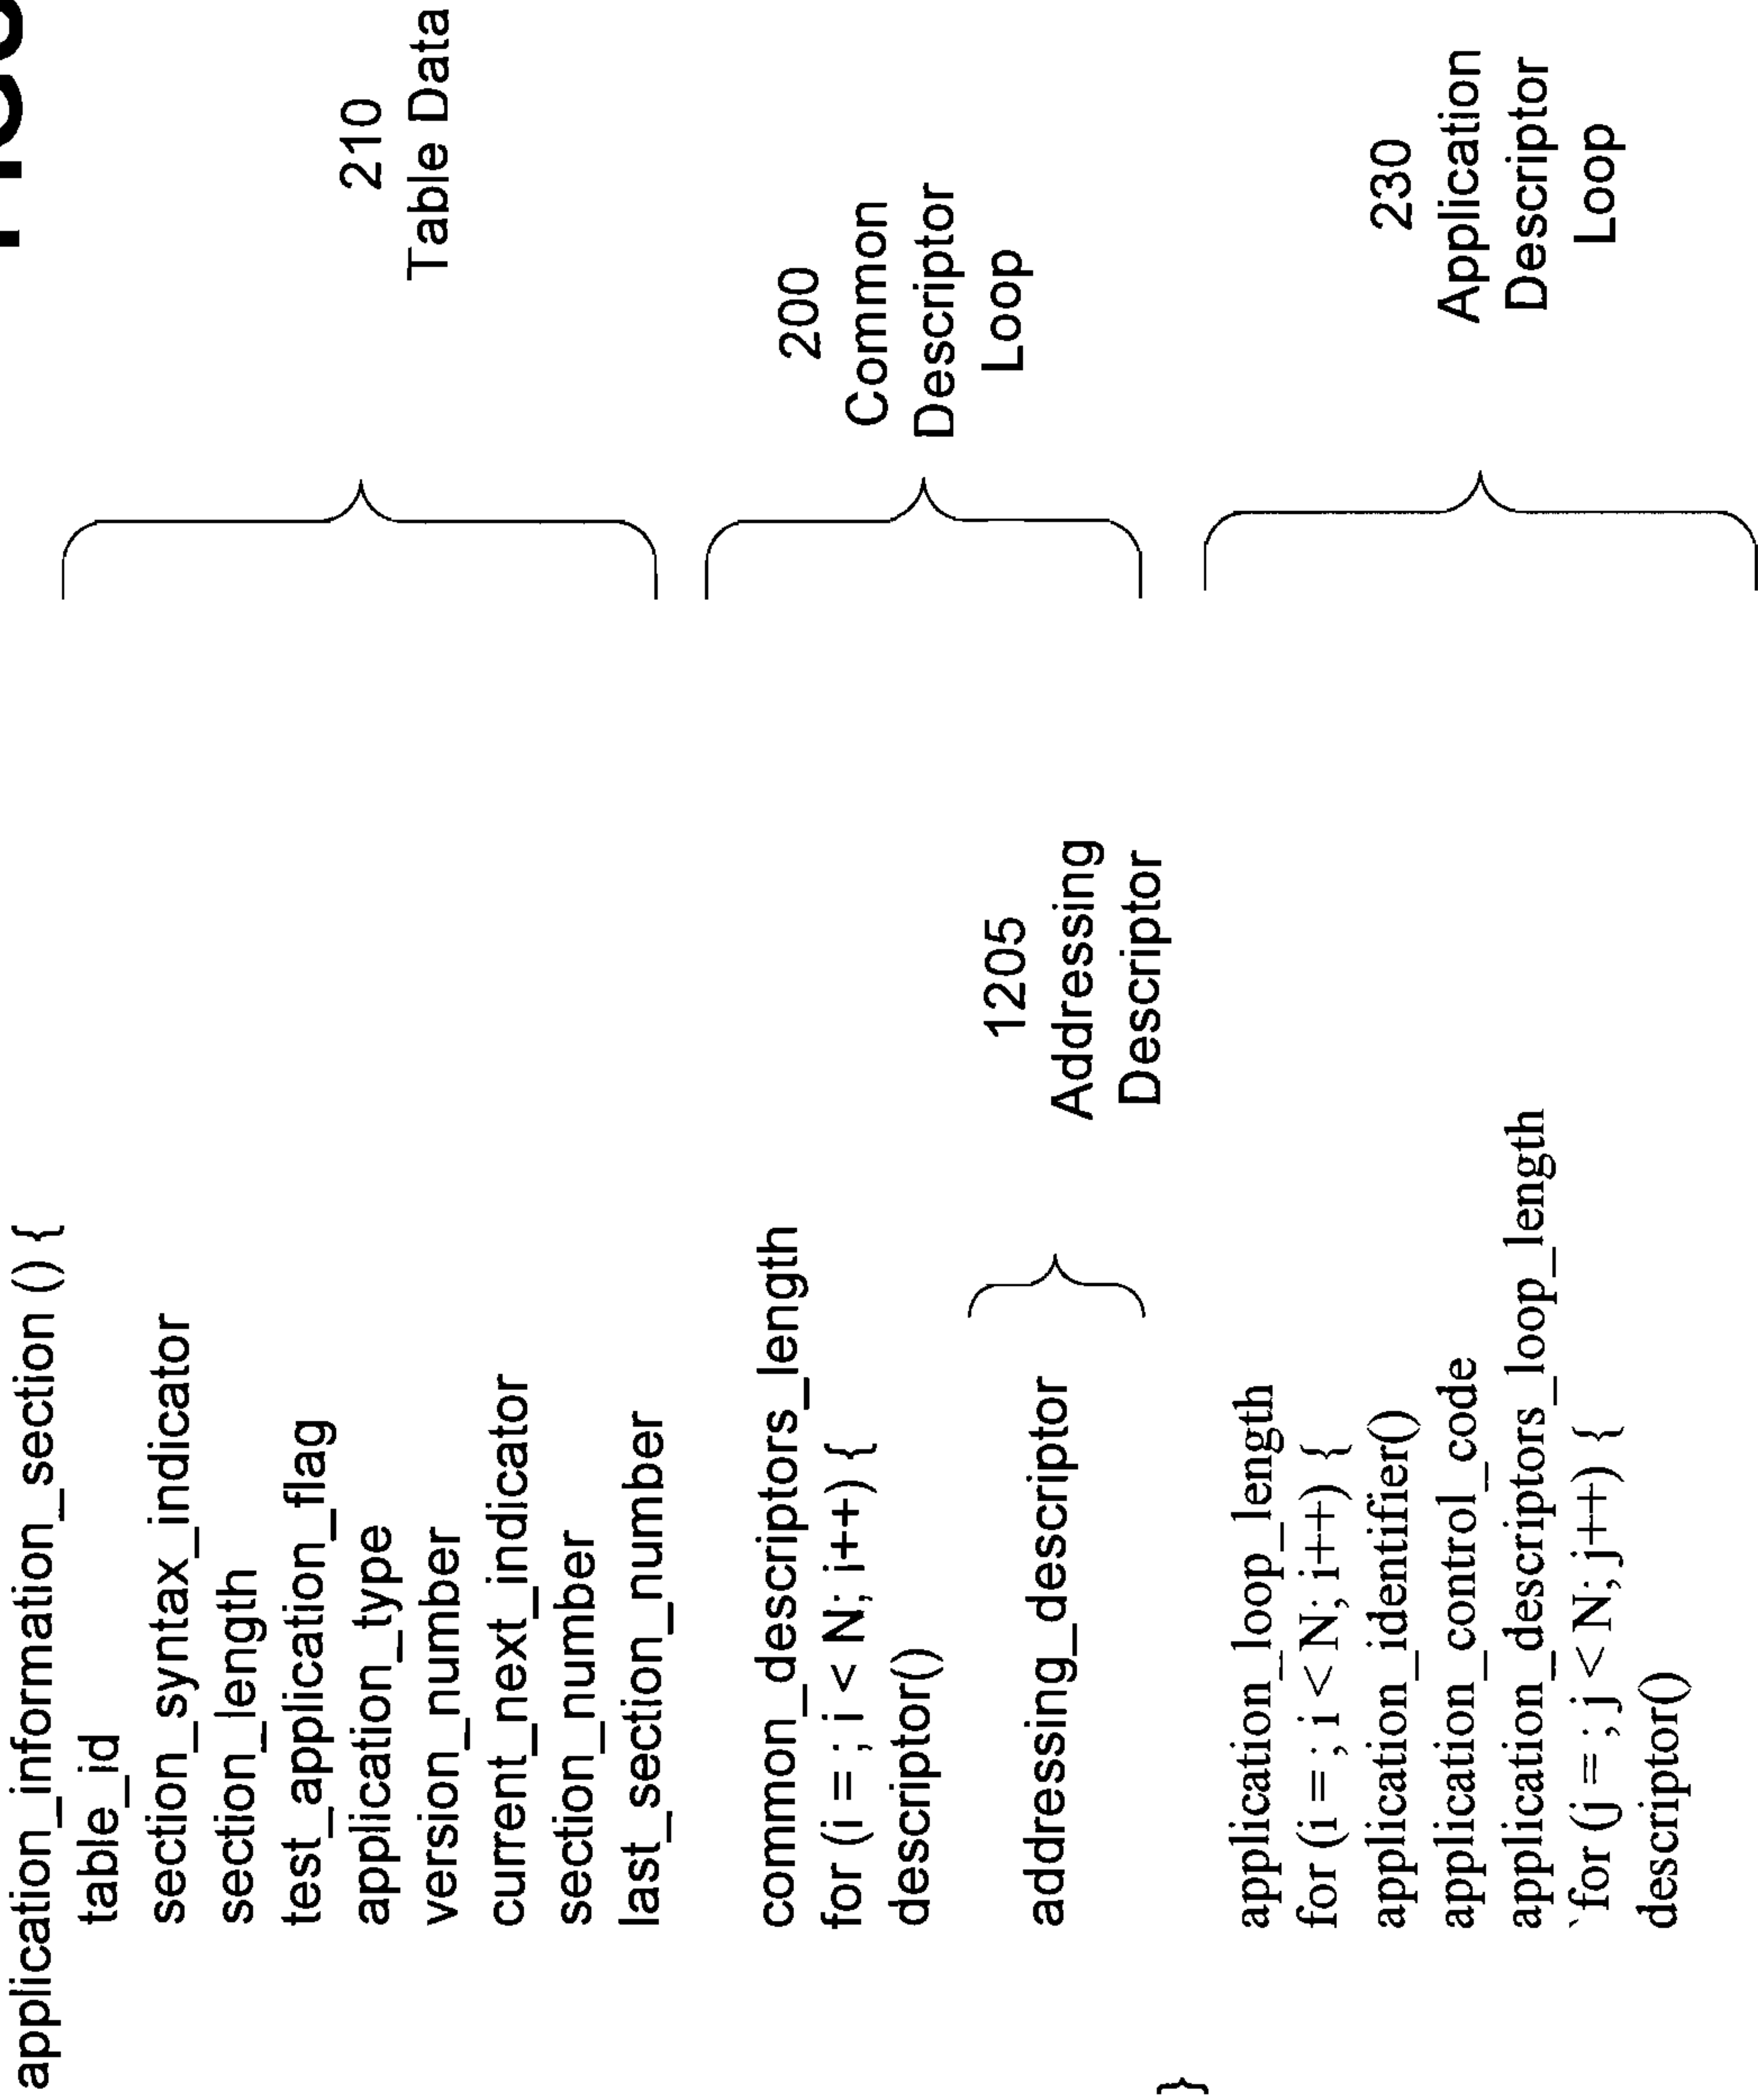 application_information_section () {
table_id
section_syntax_indicator
section_length
test_application_flag
application_type
version_number
current_next_indicator
section_number
last_section_number
210
Table Data
common_descriptors_length
for (i = ; i < N; i++) {
descriptor()
200
Common
Descriptor
Loop
addressing_descriptor
1205
Addressing
Descriptor
}
application_loop_length
for (i = ; i < N; i++) {
application_identifier()
application_control_code
application_descriptors_loop_length
`for (j = ; j < N; j++) {
descriptor()
230
Application
Descriptor
Loop